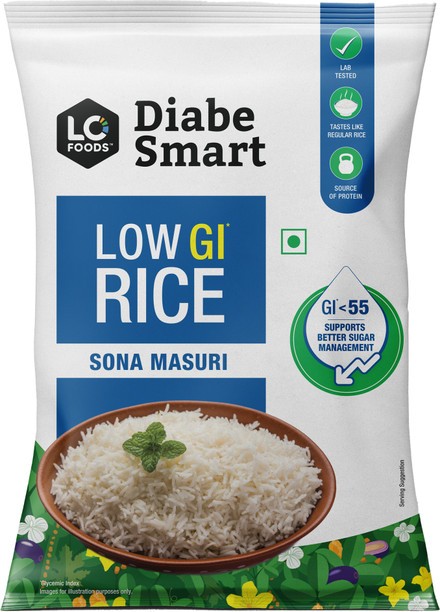 LAB
TESTED
TASTES LIKE
REGULAR RICE
SOURCE
OF PROTEIN
LC
FOODS™
Diabe
Smart
LOW GI*
RICE
SONA MASURI
GI*<55
SUPPORTS
BETTER SUGAR
MANAGEMENT
Serving Suggestion
*Glycemic Index
Images for illustration purposes only.